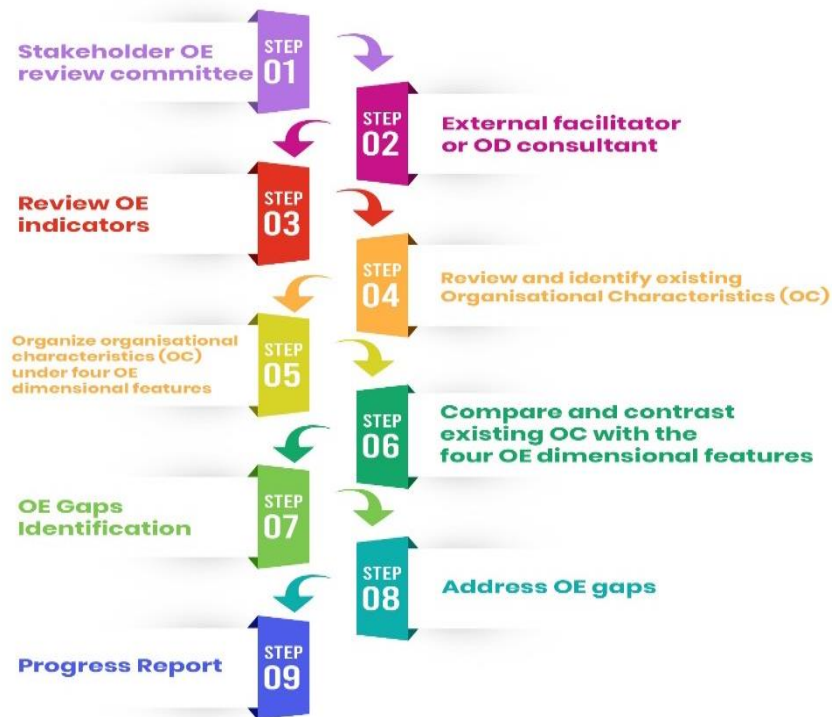 STEP
01
Stakeholder OE
review committee
STEP
02
External facilitator
or OD consultant
STEP
03
Review OE
indicators
STEP
04
Review and identify existing
Organisational Characteristics (OC)
STEP
05
Organize organisational
characteristics (OC)
under four OE
dimensional features
STEP
06
Compare and contrast
existing OC with the
four OE dimensional features
STEP
07
OE Gaps
Identification
STEP
08
Address OE gaps
STEP
09
Progress Report